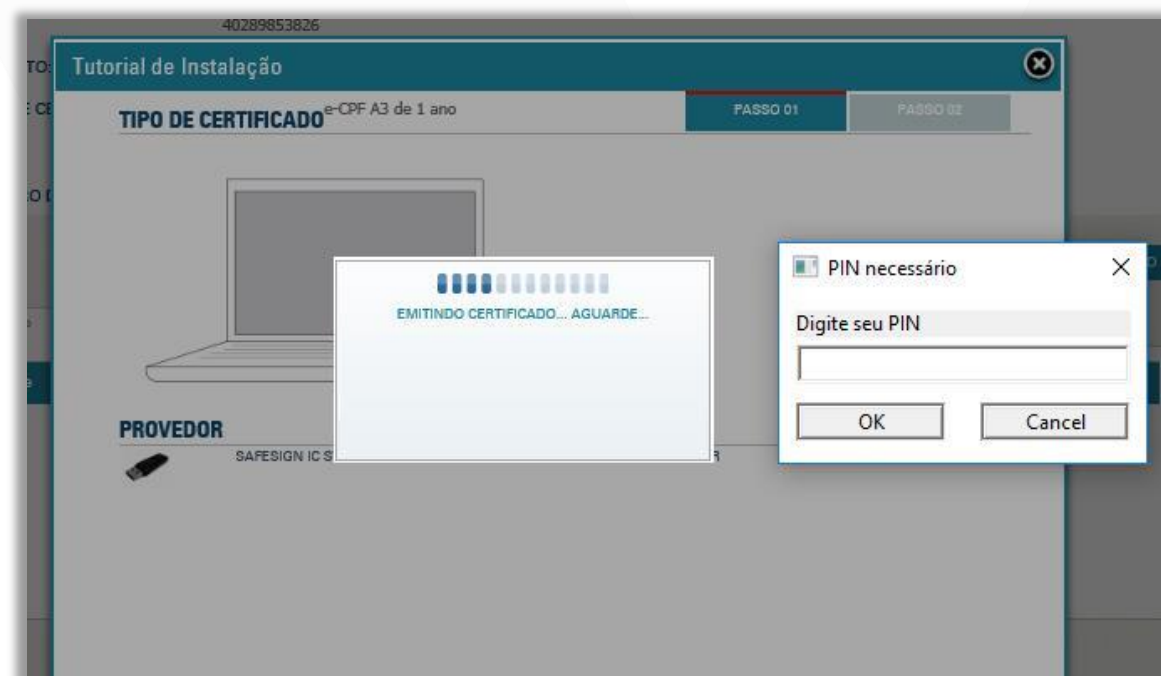 40289853826
TO:
Tutorial de Instalação
TIPO DE CERTIFICADO e-CPF A3 de 1 ano
PASSO 01
PASSO 02
EMITINDO CERTIFICADO... AGUARDE...
PIN necessário
Digite seu PIN
OK
Cancel
PROVEDOR
SAFESIGN IC S